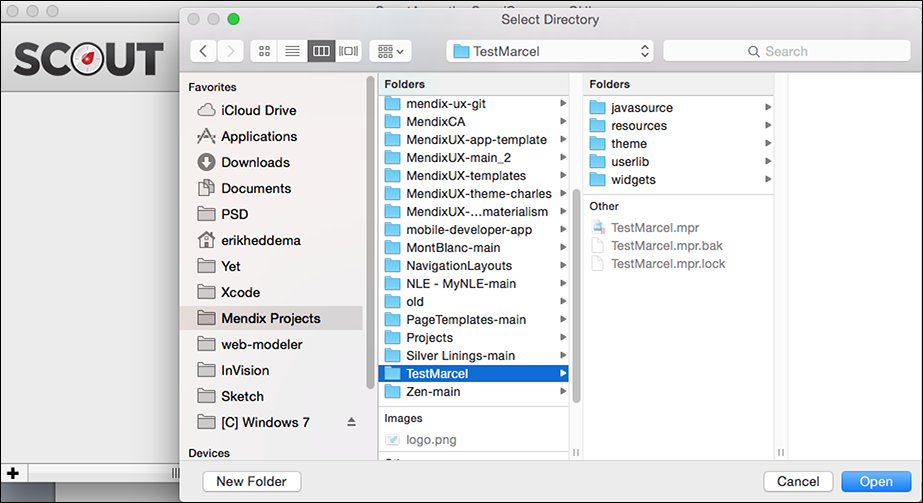 Select Directory
SCOUT
TestMarcel
Search
Favorites
iCloud Drive
Applications
Downloads
Documents
PSD
erikheddema
Yet
Xcode
Mendix Projects
web-modeler
InVision
Sketch
[C] Windows 7
Devices
Folders
mendix-ux-git
MendixCA
MendixUX-app-template
MendixUX-main_2
MendixUX-templates
MendixUX-theme-charles
MendixUX-...materialism
mobile-developer-app
MontBlanc-main
NavigationLayouts
NLE - MyNLE-main
old
PageTemplates-main
Projects
Silver Linings-main
TestMarcel
Zen-main
Images
logo.png
Folders
javasource
resources
theme
userlib
widgets
Other
TestMarcel.mpr
TestMarcel.mpr.bak
TestMarcel.mpr.lock
New Folder
Cancel
Open